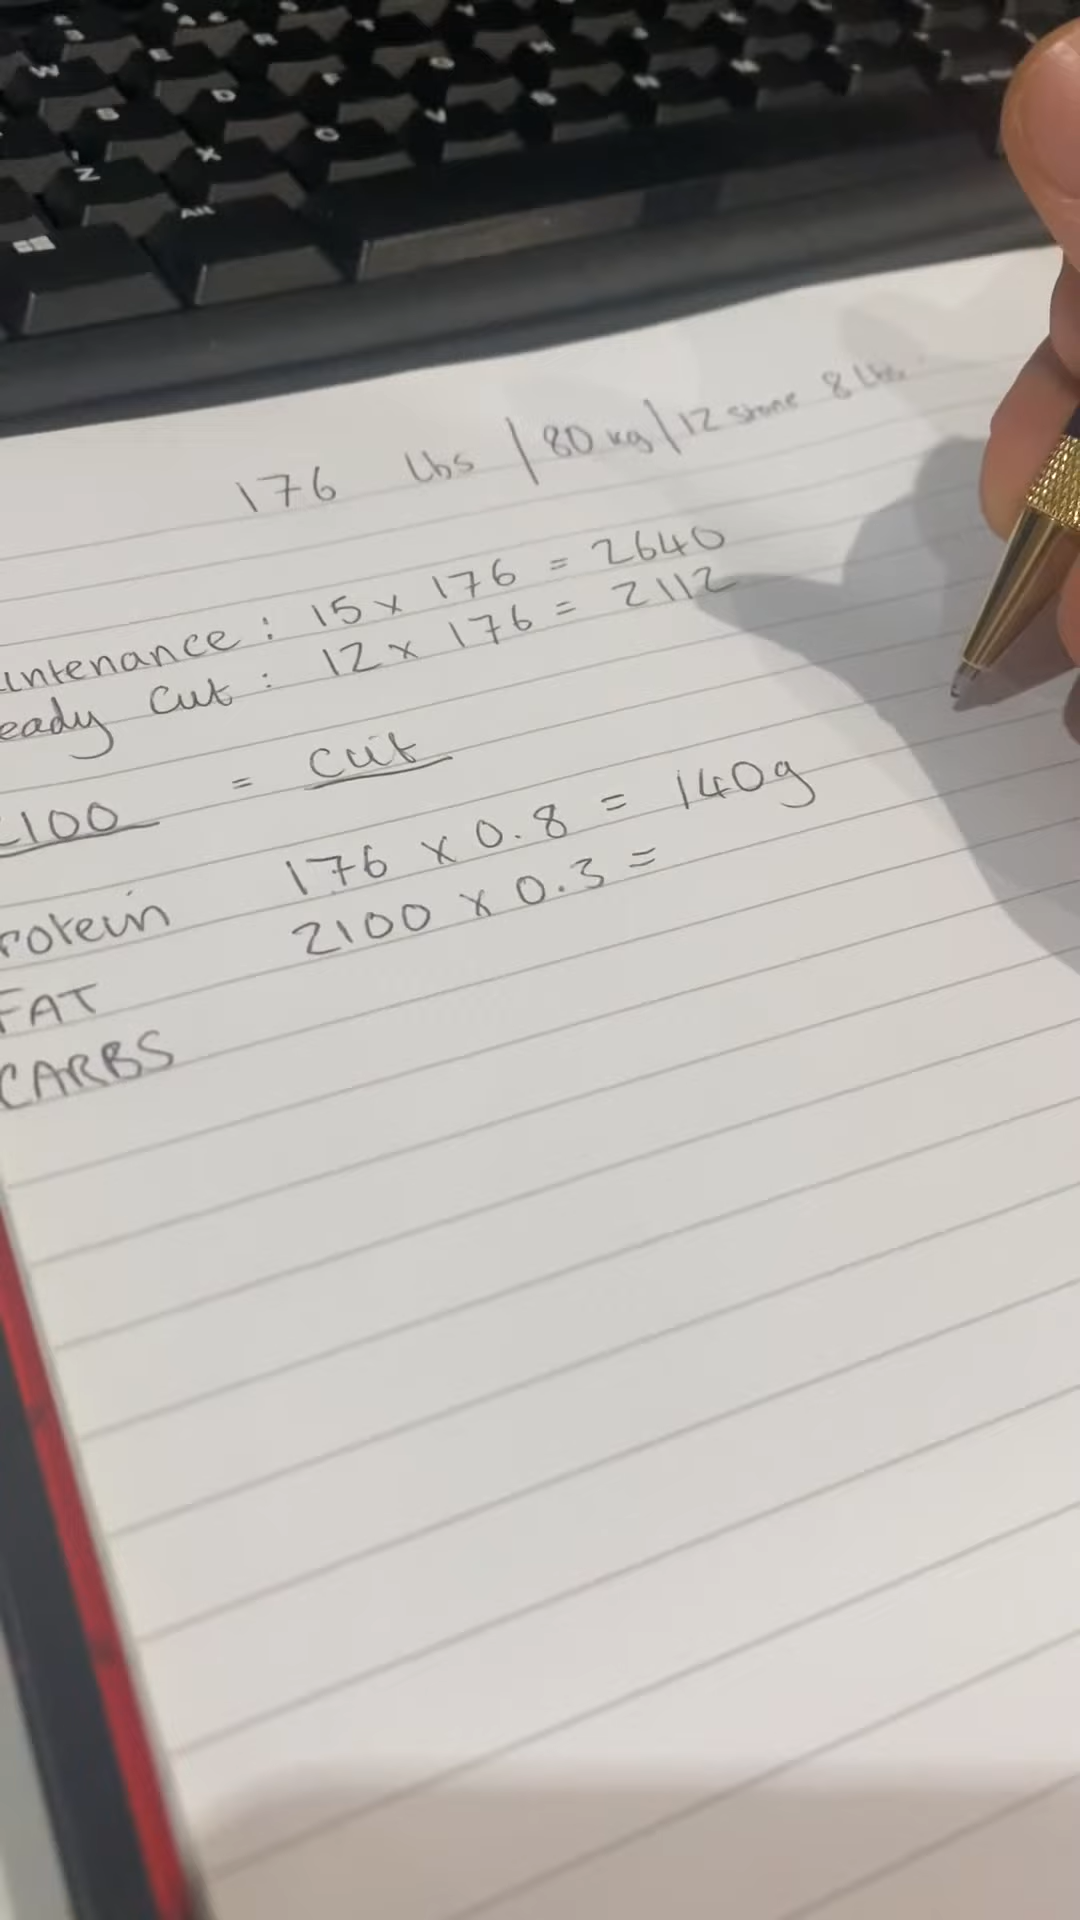 W E R
S D F G H
Z X C V
Alt
176 Lbs | 80 kg | 12 stone 8 Lbs
intenance : 15 x 176 = 2640
eady cut : 12 x 176 = 2112
100 = cut
rotein 176 x 0.8 = 140g
FAT 2100 x 0.3 =
CARBS